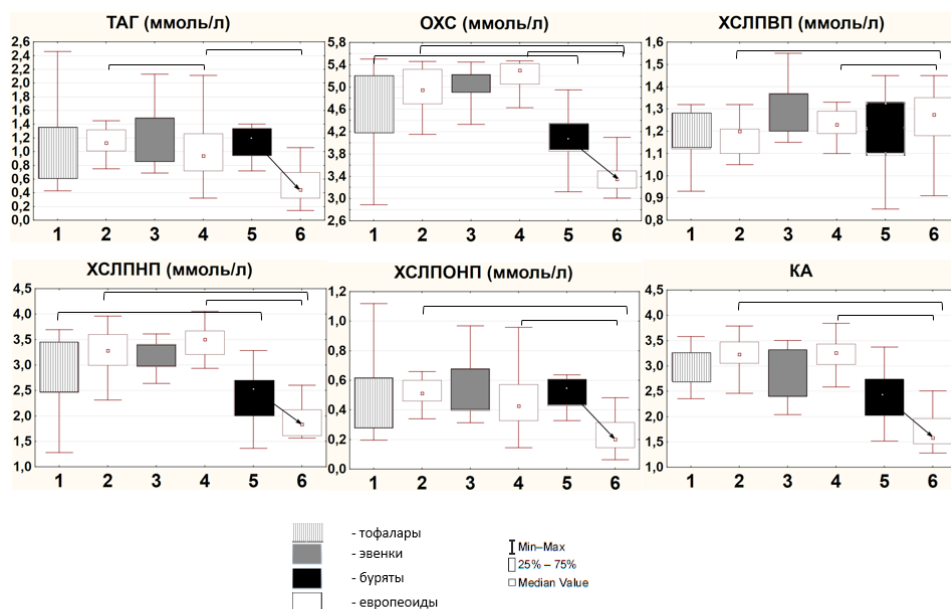 ТАГ (ммоль/л)
2,6
2,4
2,2
2,0
1,8
1,6
1,4
1,2
1,0
0,8
0,6
0,4
0,2
0,0
1 2 3 4 5 6
ОХС (ммоль/л)
5,8
5,4
5,0
4,6
4,2
3,8
3,4
3,0
2,6
1 2 3 4 5 6
ХСЛПВП (ммоль/л)
1,6
1,5
1,4
1,3
1,2
1,1
1,0
0,9
0,8
1 2 3 4 5 6
ХСЛПНП (ммоль/л)
4,5
4,0
3,5
3,0
2,5
2,0
1,5
1,0
1 2 3 4 5 6
ХСЛПОНП (ммоль/л)
1,2
1,0
0,8
0,6
0,4
0,2
0,0
1 2 3 4 5 6
КА
5,0
4,5
4,0
3,5
3,0
2,5
2,0
1,5
1,0
1 2 3 4 5 6
- тофалары
- эвенки
- буряты
- европеоиды
Min–Max
25% – 75%
Median Value